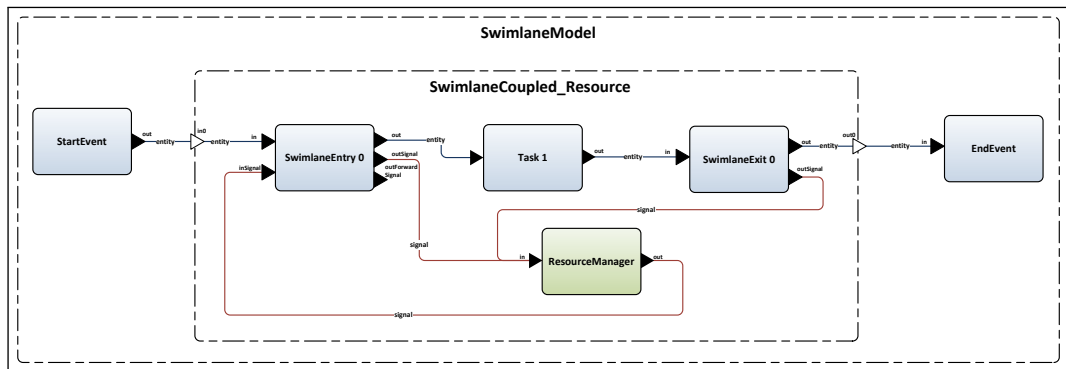 SwimlaneModel
SwimlaneCoupled_Resource
StartEvent
out
entity
in0
entity
in
inSignal
SwimlaneEntry 0
out
outSignal
outForward
Signal
entity
Task 1
out
entity
in
SwimlaneExit 0
out
outSignal
entity
out0
entity
in
EndEvent
signal
signal
in
ResourceManager
out
signal